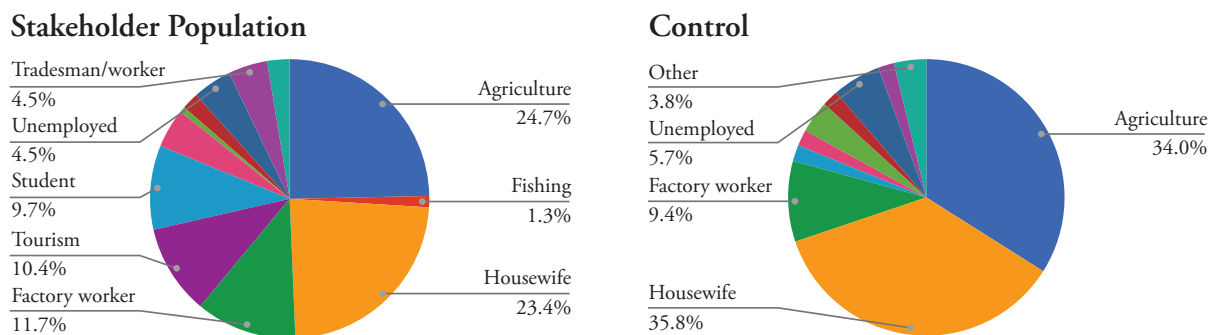 Stakeholder Population
Tradesman/worker
4.5%
Unemployed
4.5%
Student
9.7%
Tourism
10.4%
Factory worker
11.7%
Agriculture
24.7%
Fishing
1.3%
Housewife
23.4%
Control
Other
3.8%
Unemployed
5.7%
Factory worker
9.4%
Housewife
35.8%
Agriculture
34.0%